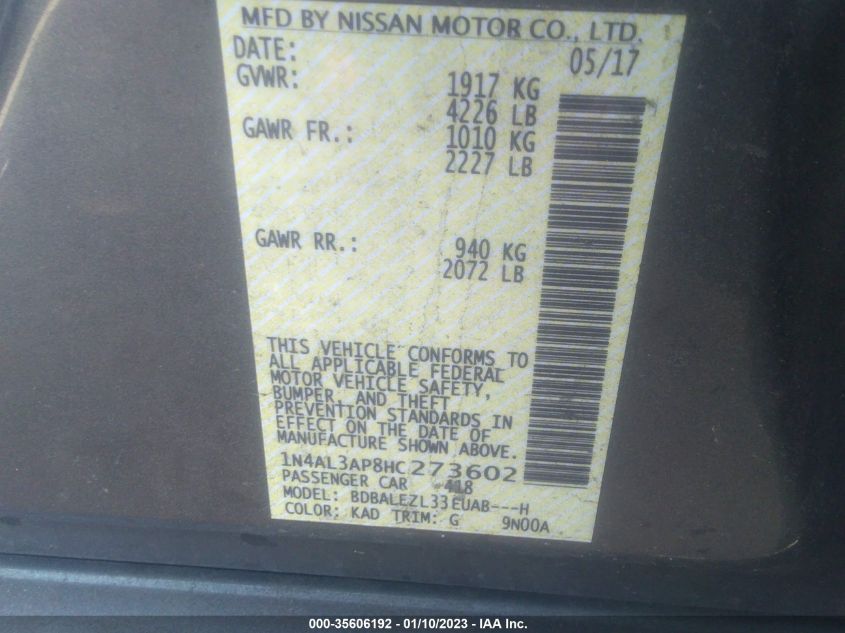 MFD BY NISSAN MOTOR CO., LTD.
DATE: 05/17
GVWR: 1917 KG
4226 LB
GAWR FR.: 1010 KG
2227 LB
GAWR RR.: 940 KG
2072 LB
THIS VEHICLE CONFORMS TO
ALL APPLICABLE FEDERAL
MOTOR VEHICLE SAFETY,
BUMPER, AND THEFT
PREVENTION STANDARDS IN
EFFECT ON THE DATE OF
MANUFACTURE SHOWN ABOVE.
1N4AL3AP8HC273602
PASSENGER CAR 418
MODEL: BDBALEZL33EUAB---H
COLOR: KAD TRIM: G 9N00A
000-35606192 - 01/10/2023 - IAA Inc.